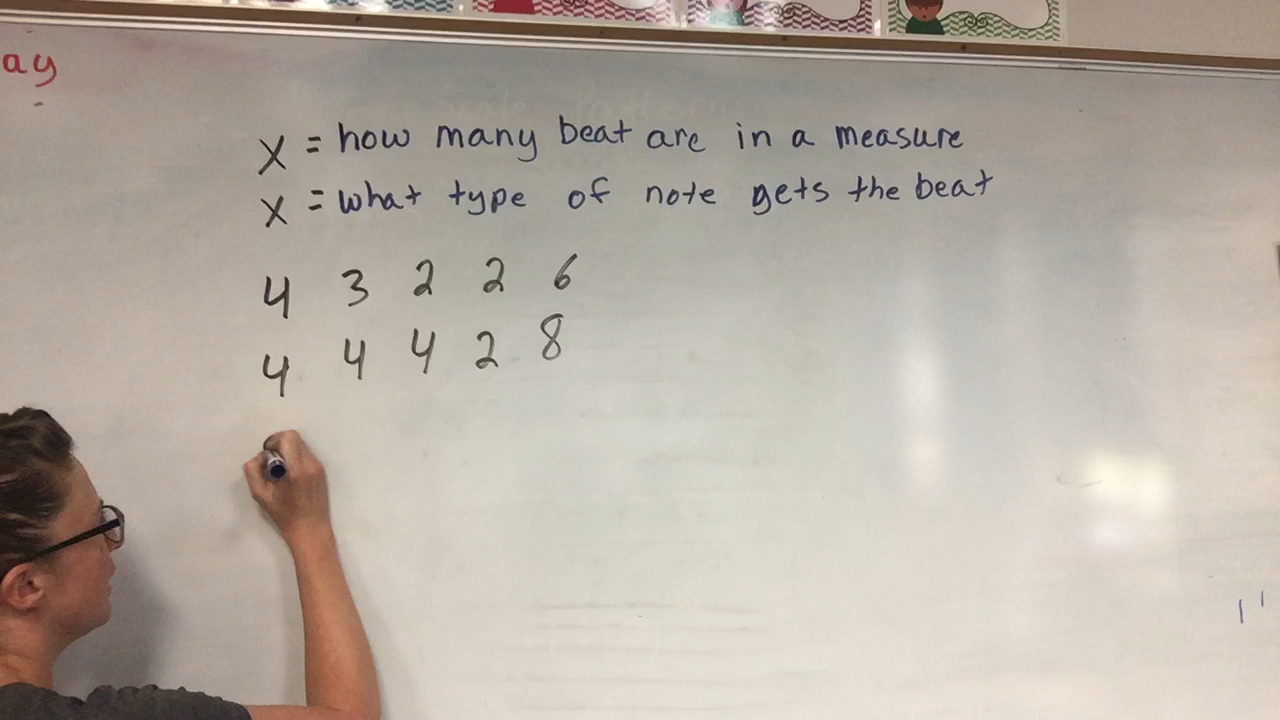 ay
X = how many beat are in a measure
X = what type of note gets the beat
4 3 2 2 6
4 4 4 2 8